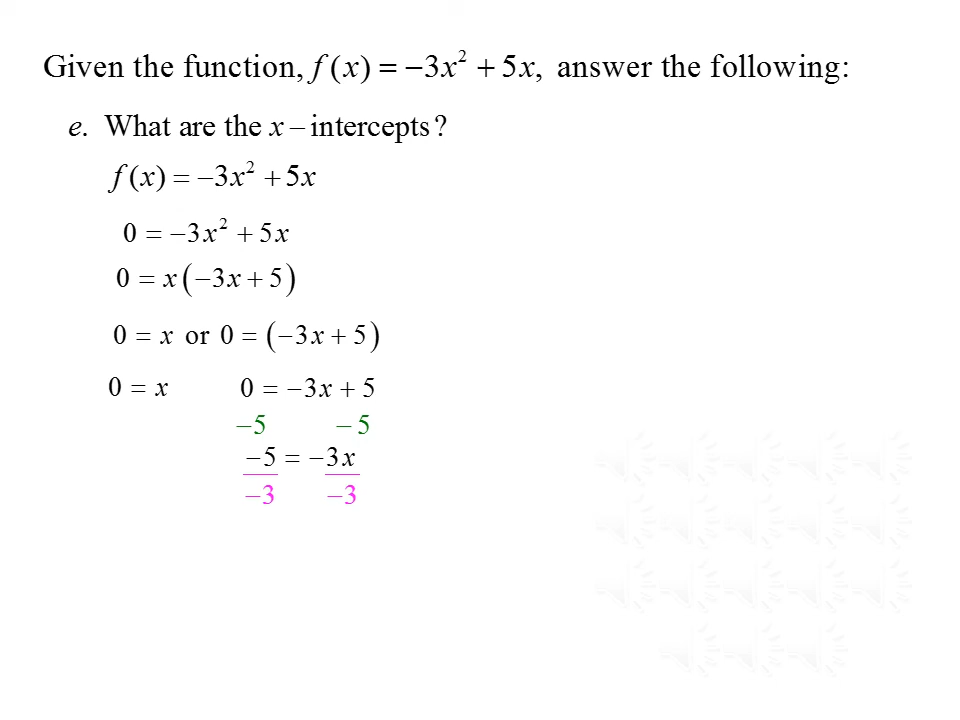 Given the function, f(x) = −3x² + 5x, answer the following:
e. What are the x – intercepts?
f(x) = −3x² + 5x
0 = −3x² + 5x
0 = x(−3x + 5)
0 = x or 0 = (−3x + 5)
0 = x 0 = −3x + 5
−5 − 5
−5 = −3x
−3 −3